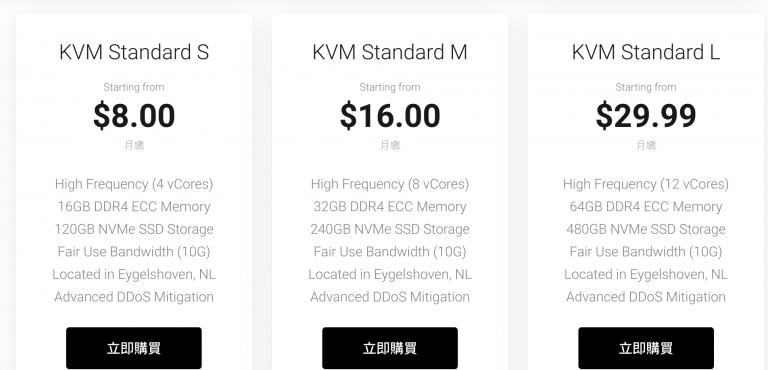 KVM Standard S
Starting from
$8.00
月繳
High Frequency (4 vCores)
16GB DDR4 ECC Memory
120GB NVMe SSD Storage
Fair Use Bandwidth (10G)
Located in Eygelshoven, NL
Advanced DDoS Mitigation
立即購買
KVM Standard M
Starting from
$16.00
月繳
High Frequency (8 vCores)
32GB DDR4 ECC Memory
240GB NVMe SSD Storage
Fair Use Bandwidth (10G)
Located in Eygelshoven, NL
Advanced DDoS Mitigation
立即購買
KVM Standard L
Starting from
$29.99
月繳
High Frequency (12 vCores)
64GB DDR4 ECC Memory
480GB NVMe SSD Storage
Fair Use Bandwidth (10G)
Located in Eygelshoven, NL
Advanced DDoS Mitigation
立即購買